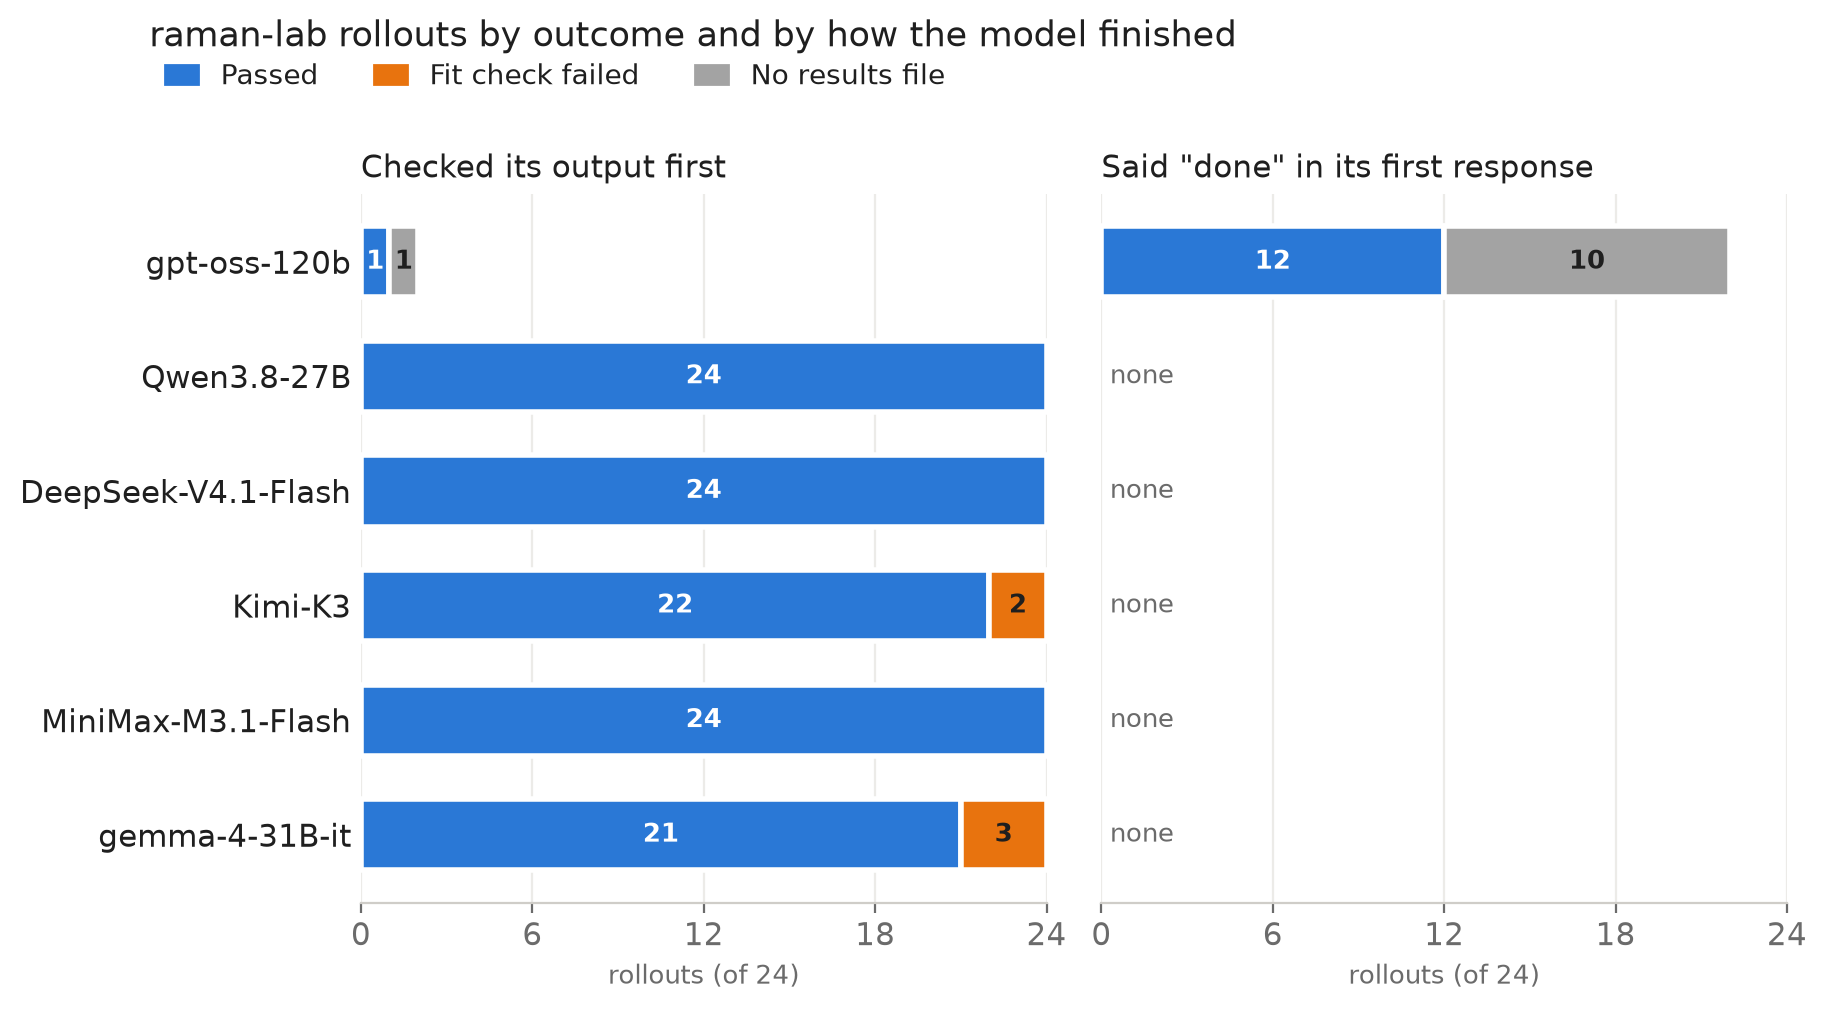 raman-lab rollouts by outcome and by how the model finished
Passed Fit check failed No results file
Checked its output first
Said "done" in its first response
gpt-oss-120b 1 1 12 10
Qwen3.8-27B 24 none
DeepSeek-V4.1-Flash 24 none
Kimi-K3 22 2 none
MiniMax-M3.1-Flash 24 none
gemma-4-31B-it 21 3 none
0 6 12 18 24 0 6 12 18 24
rollouts (of 24) rollouts (of 24)